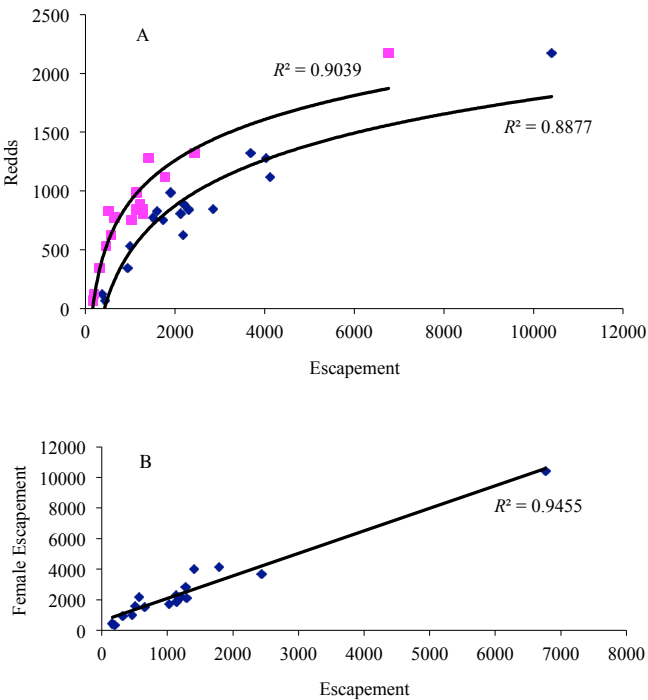 2500
A
R² = 0.9039
2000
R² = 0.8877
1500
Redds
1000
500
0
0 2000 4000 6000 8000 10000 12000
Escapement
12000
B
10000
R² = 0.9455
8000
Female Escapement
6000
4000
2000
0
0 1000 2000 3000 4000 5000 6000 7000 8000
Escapement